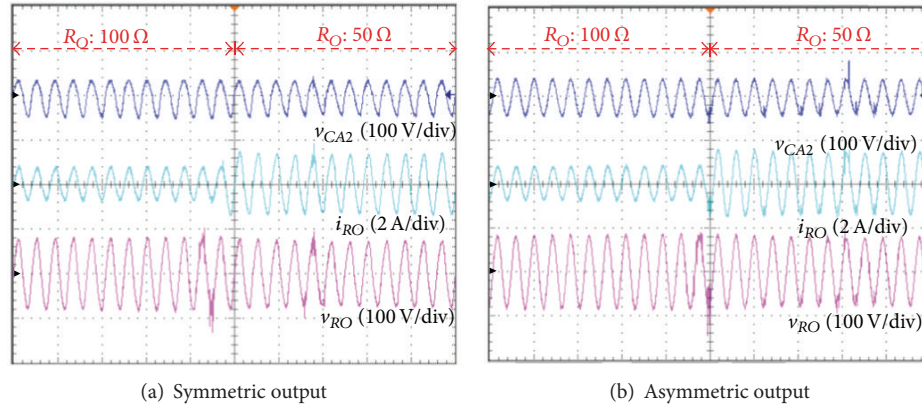 R_O: 100 Ω
R_O: 50 Ω
v_CA2 (100 V/div)
i_RO (2 A/div)
v_RO (100 V/div)
(a) Symmetric output
R_O: 100 Ω
R_O: 50 Ω
v_CA2 (100 V/div)
i_RO (2 A/div)
v_RO (100 V/div)
(b) Asymmetric output